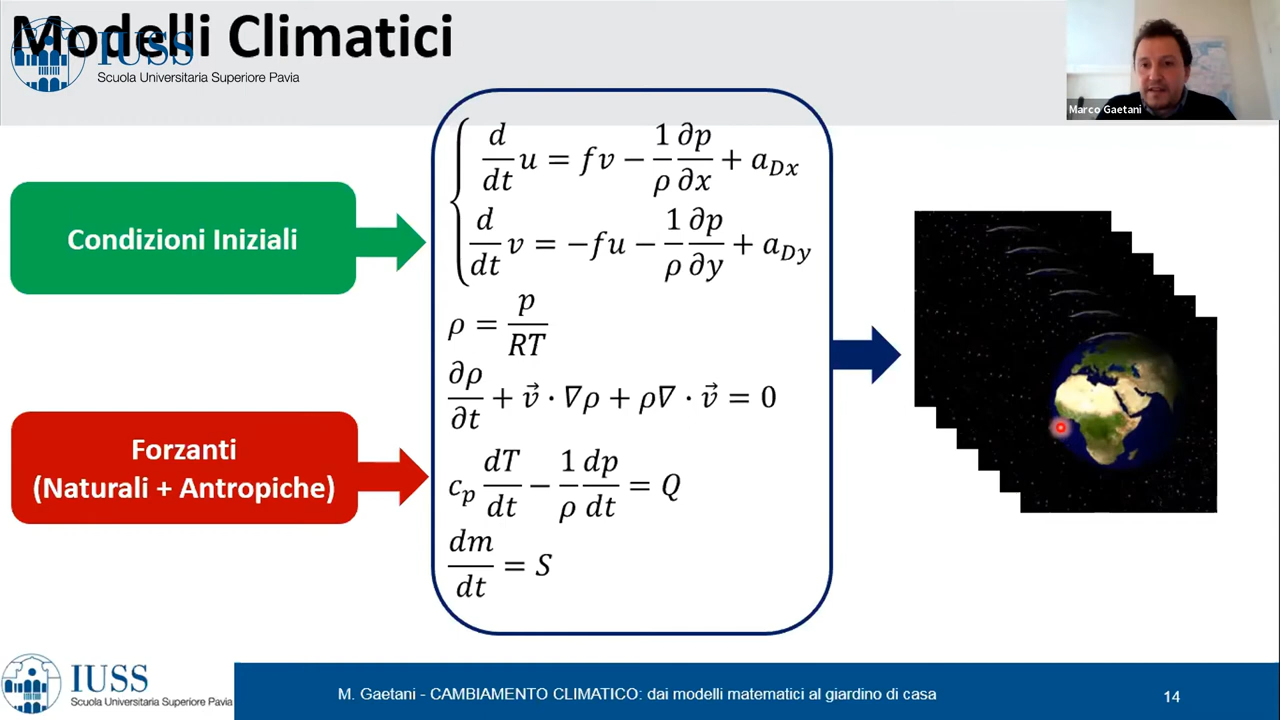 Modelli Climatici
IUSS
Scuola Universitaria Superiore Pavia
Marco Gaetani
Condizioni Iniziali
Forzanti
(Naturali + Antropiche)
d/dt u = fv − 1/ρ ∂p/∂x + a_Dx
d/dt v = −fu − 1/ρ ∂p/∂y + a_Dy
ρ = p/RT
∂ρ/∂t + v⃗ · ∇ρ + ρ∇ · v⃗ = 0
c_p dT/dt − 1/ρ dp/dt = Q
dm/dt = S
IUSS
Scuola Universitaria Superiore Pavia
M. Gaetani - CAMBIAMENTO CLIMATICO: dai modelli matematici al giardino di casa
14